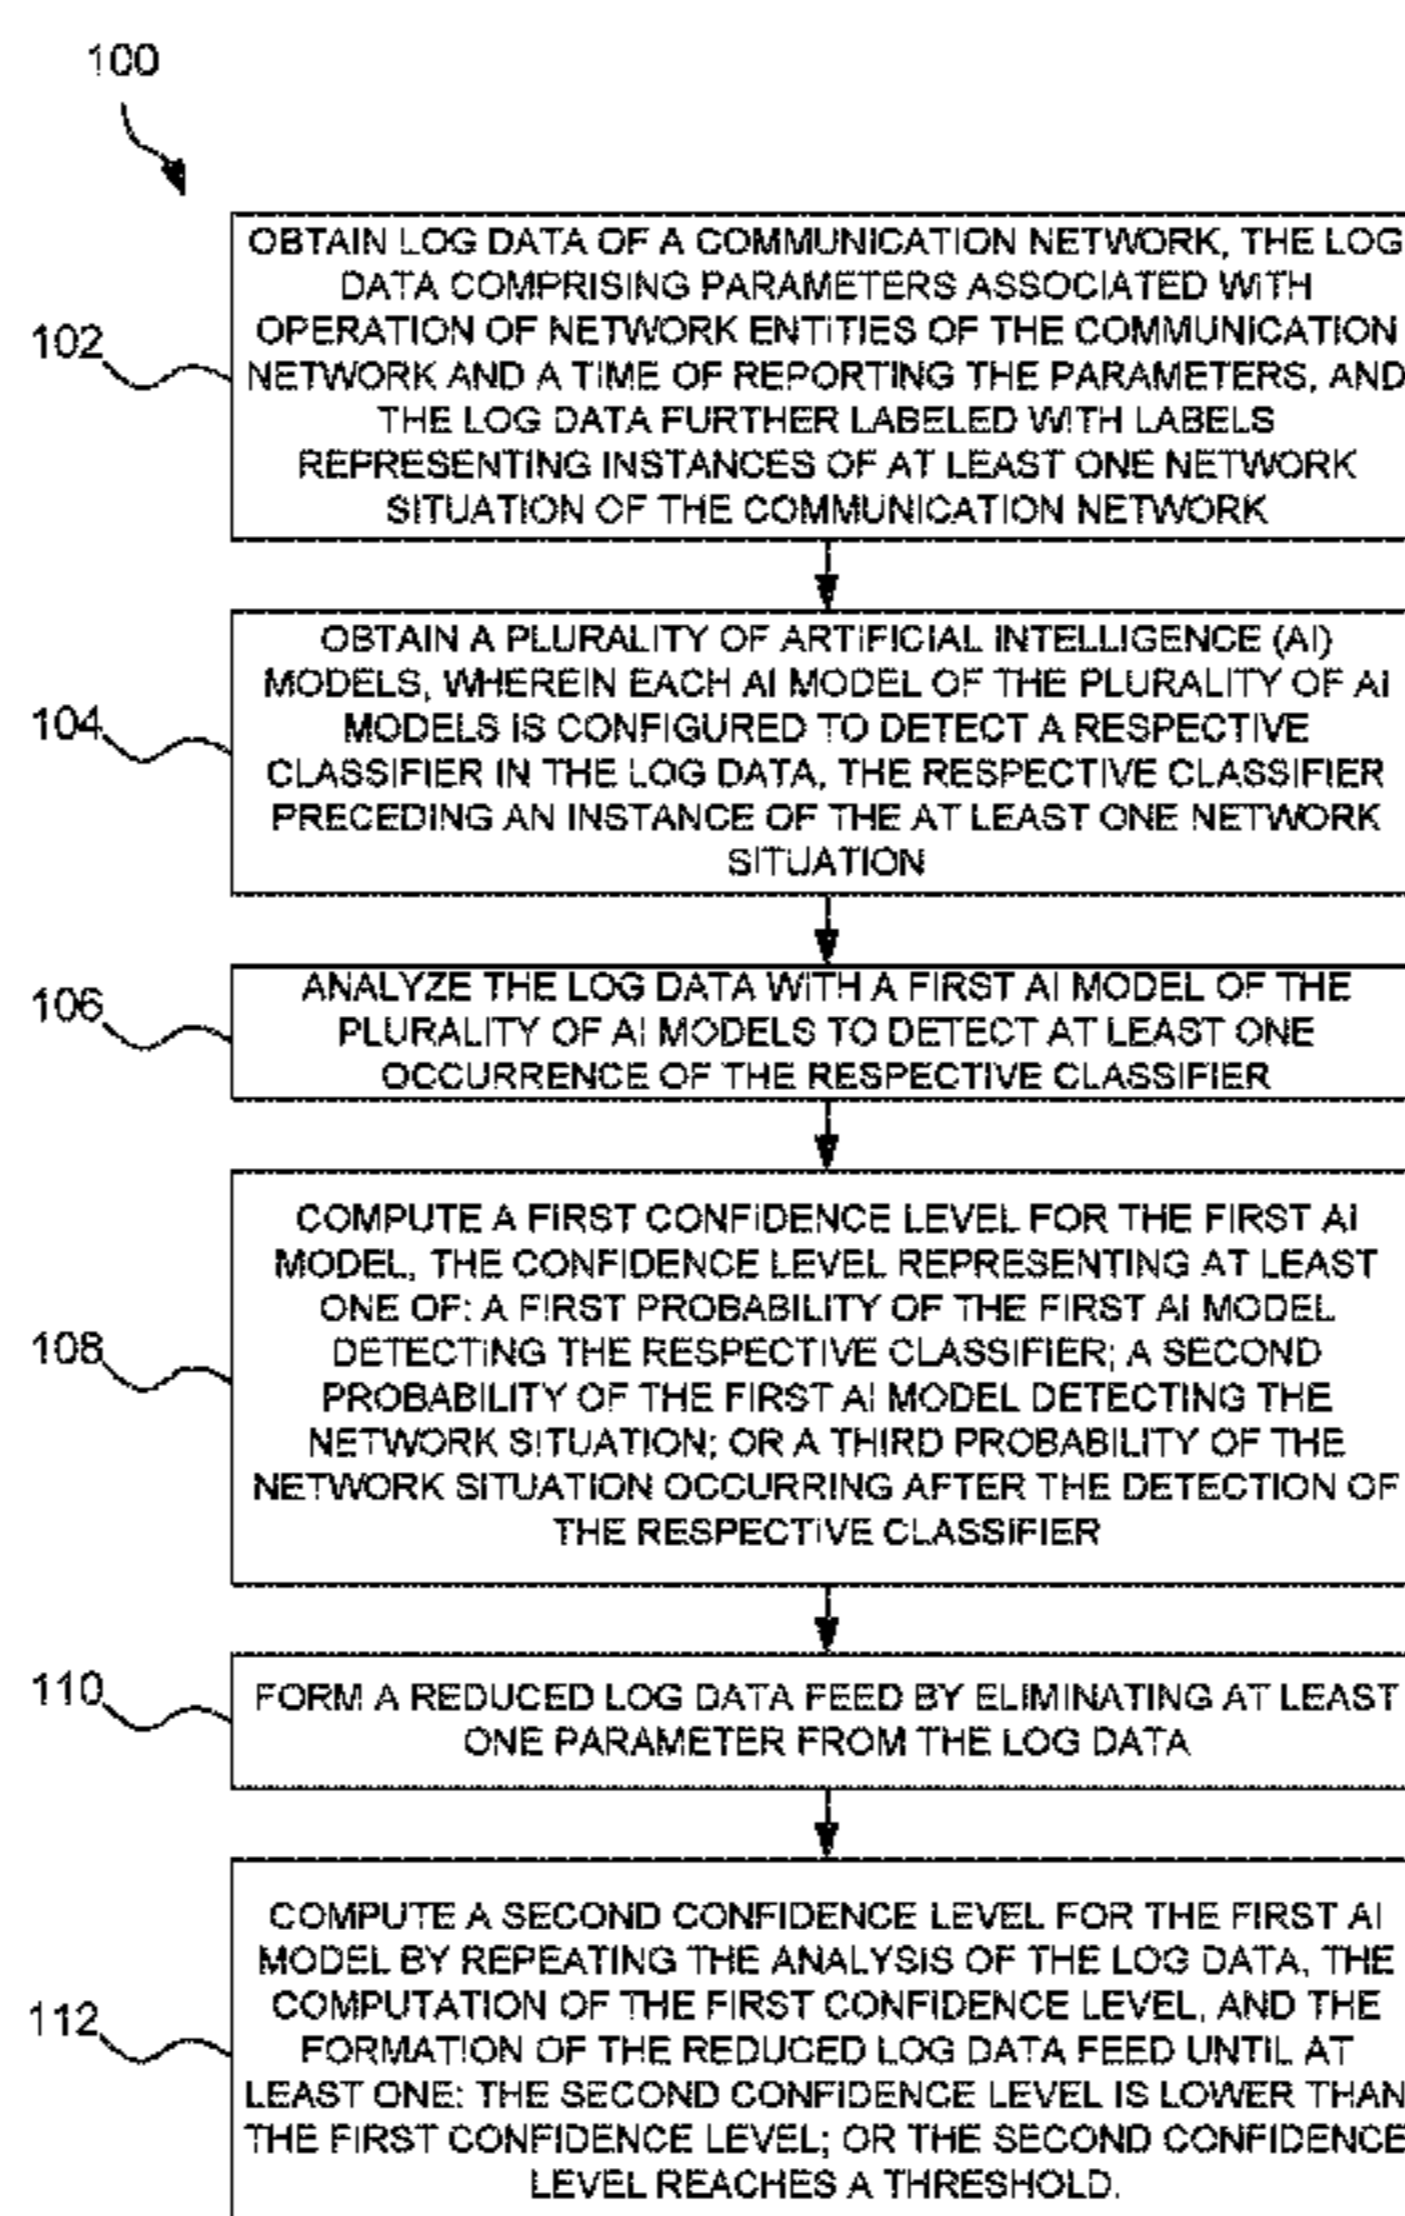 100
102
OBTAIN LOG DATA OF A COMMUNICATION NETWORK, THE LOG
DATA COMPRISING PARAMETERS ASSOCIATED WITH
OPERATION OF NETWORK ENTITIES OF THE COMMUNICATION
NETWORK AND A TIME OF REPORTING THE PARAMETERS, AND
THE LOG DATA FURTHER LABELED WITH LABELS
REPRESENTING INSTANCES OF AT LEAST ONE NETWORK
SITUATION OF THE COMMUNICATION NETWORK
104
OBTAIN A PLURALITY OF ARTIFICIAL INTELLIGENCE (AI)
MODELS, WHEREIN EACH AI MODEL OF THE PLURALITY OF AI
MODELS IS CONFIGURED TO DETECT A RESPECTIVE
CLASSIFIER IN THE LOG DATA, THE RESPECTIVE CLASSIFIER
PRECEDING AN INSTANCE OF THE AT LEAST ONE NETWORK
SITUATION
106
ANALYZE THE LOG DATA WITH A FIRST AI MODEL OF THE
PLURALITY OF AI MODELS TO DETECT AT LEAST ONE
OCCURRENCE OF THE RESPECTIVE CLASSIFIER
108
COMPUTE A FIRST CONFIDENCE LEVEL FOR THE FIRST AI
MODEL, THE CONFIDENCE LEVEL REPRESENTING AT LEAST
ONE OF: A FIRST PROBABILITY OF THE FIRST AI MODEL
DETECTING THE RESPECTIVE CLASSIFIER; A SECOND
PROBABILITY OF THE FIRST AI MODEL DETECTING THE
NETWORK SITUATION; OR A THIRD PROBABILITY OF THE
NETWORK SITUATION OCCURRING AFTER THE DETECTION OF
THE RESPECTIVE CLASSIFIER
110
FORM A REDUCED LOG DATA FEED BY ELIMINATING AT LEAST
ONE PARAMETER FROM THE LOG DATA
112
COMPUTE A SECOND CONFIDENCE LEVEL FOR THE FIRST AI
MODEL BY REPEATING THE ANALYSIS OF THE LOG DATA, THE
COMPUTATION OF THE FIRST CONFIDENCE LEVEL, AND THE
FORMATION OF THE REDUCED LOG DATA FEED UNTIL AT
LEAST ONE: THE SECOND CONFIDENCE LEVEL IS LOWER THAN
THE FIRST CONFIDENCE LEVEL; OR THE SECOND CONFIDENCE
LEVEL REACHES A THRESHOLD.